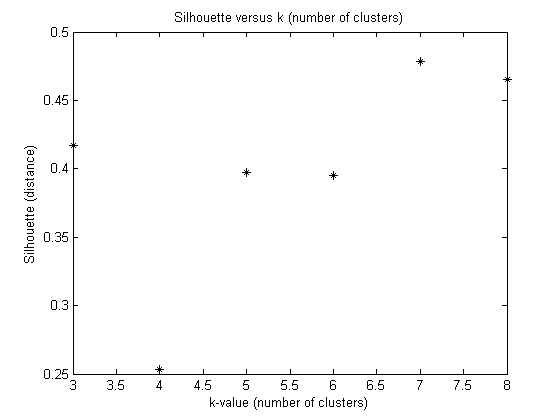 Silhouette versus k (number of clusters)
0.5
0.45
0.4
0.35
0.3
0.25
Silhouette (distance)
3 3.5 4 4.5 5 5.5 6 6.5 7 7.5 8
k-value (number of clusters)